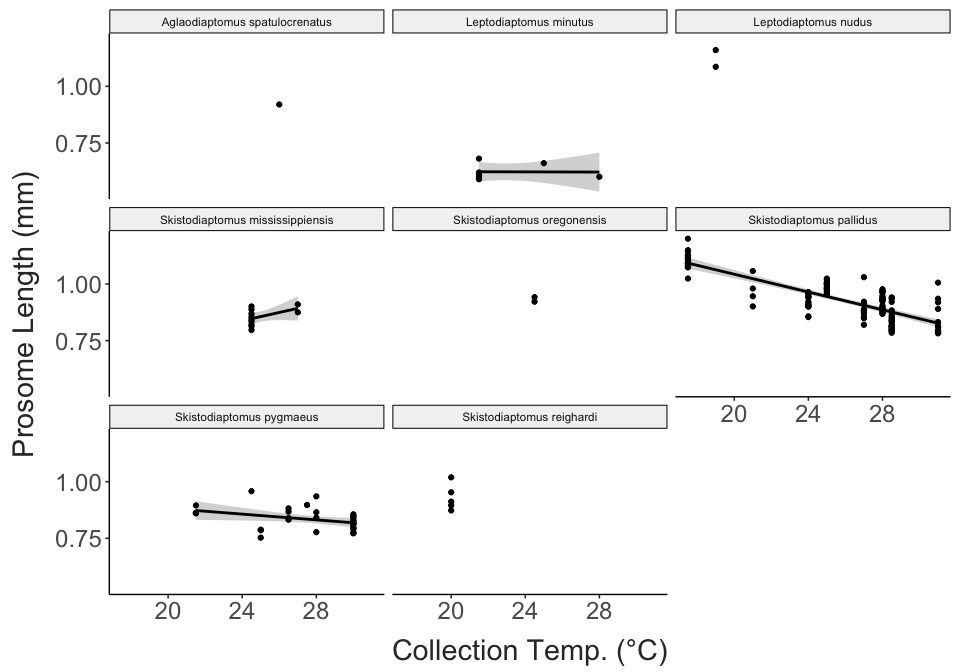 Aglaodiaptomus spatulocrenatus
Leptodiaptomus minutus
Leptodiaptomus nudus
1.00
0.75
Skistodiaptomus mississippiensis
Skistodiaptomus oregonensis
Skistodiaptomus pallidus
1.00
0.75
20 24 28
Skistodiaptomus pygmaeus
Skistodiaptomus reighardi
1.00
0.75
20 24 28
20 24 28
Prosome Length (mm)
Collection Temp. (°C)